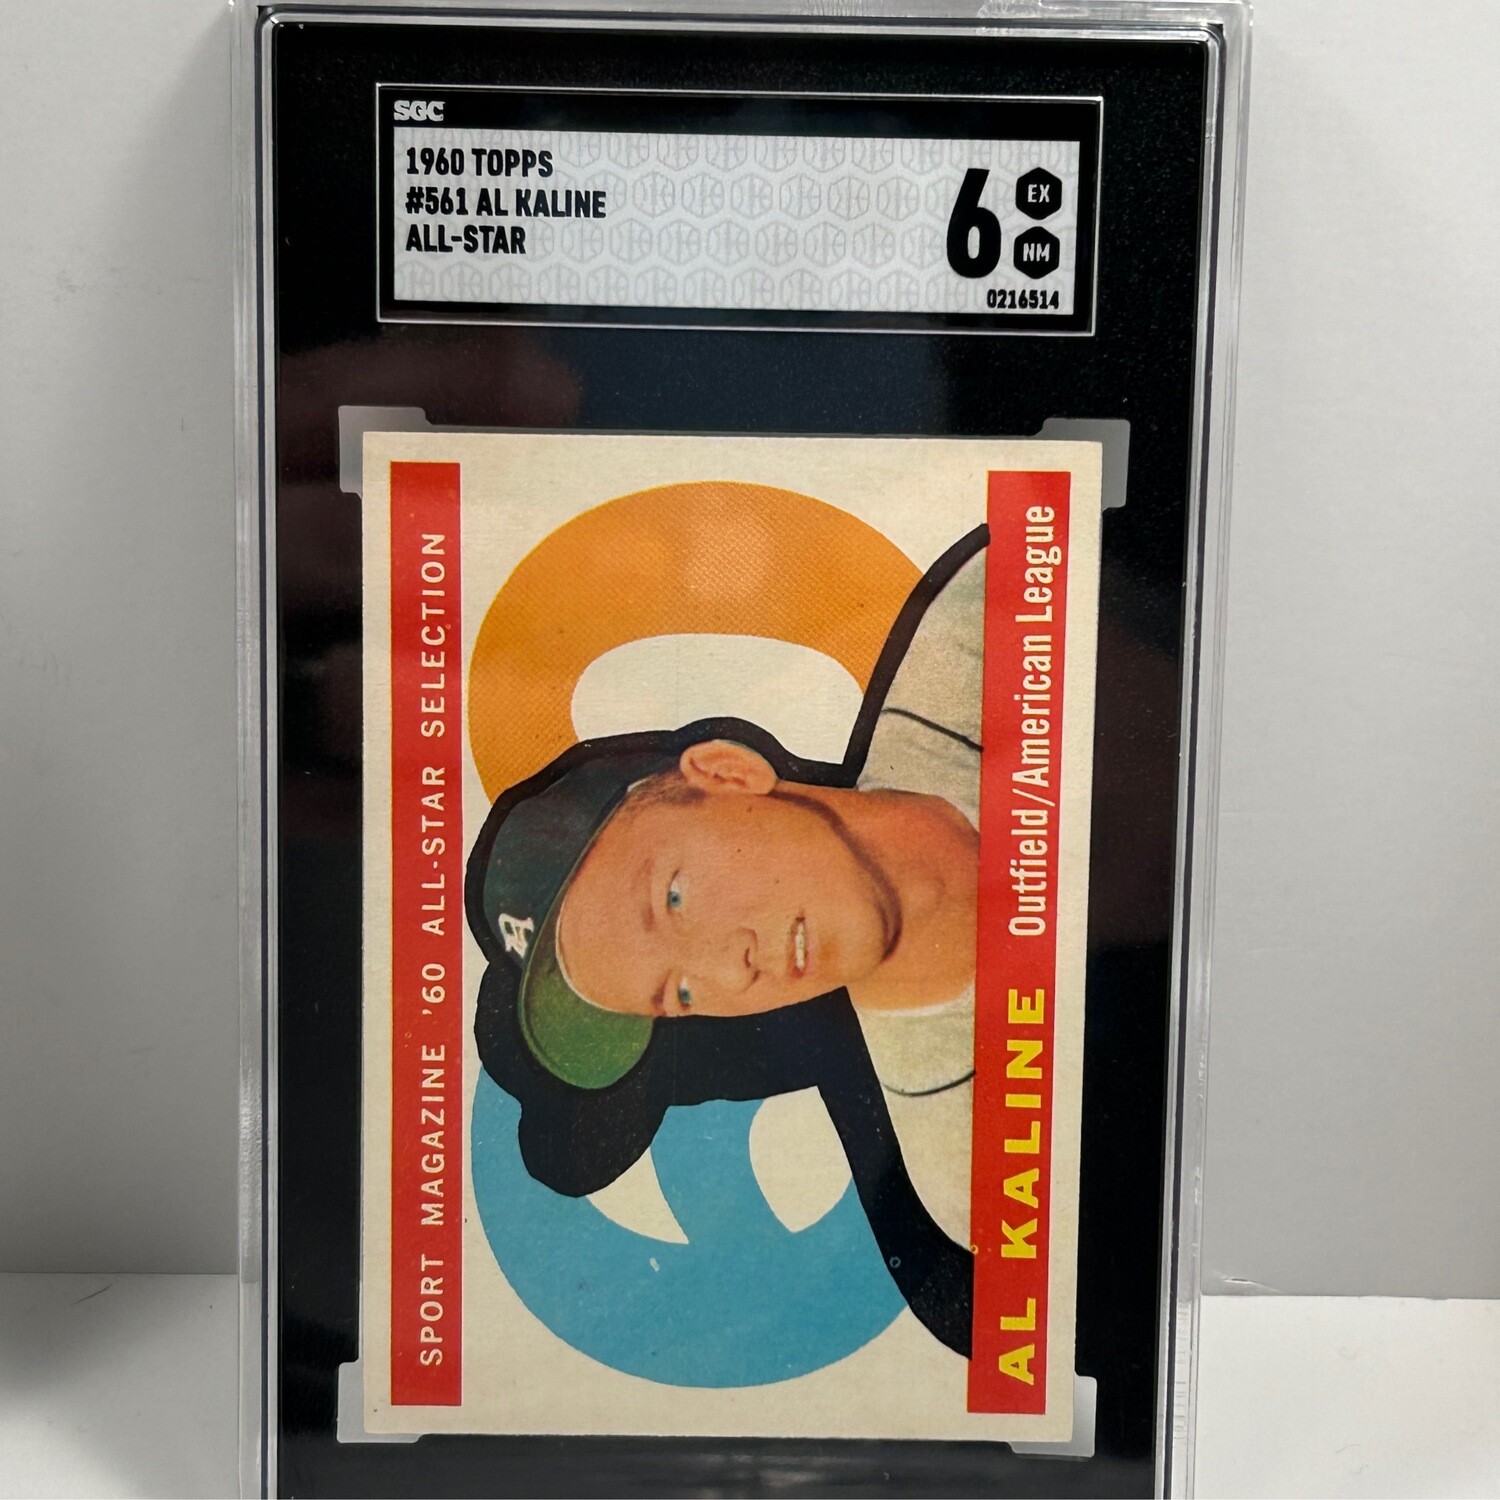 SGC
1960 TOPPS
#561 AL KALINE
ALL-STAR
6
EX
NM
0216514
SPORT MAGAZINE '60 ALL-STAR SELECTION
60
AL KALINE Outfield/American League